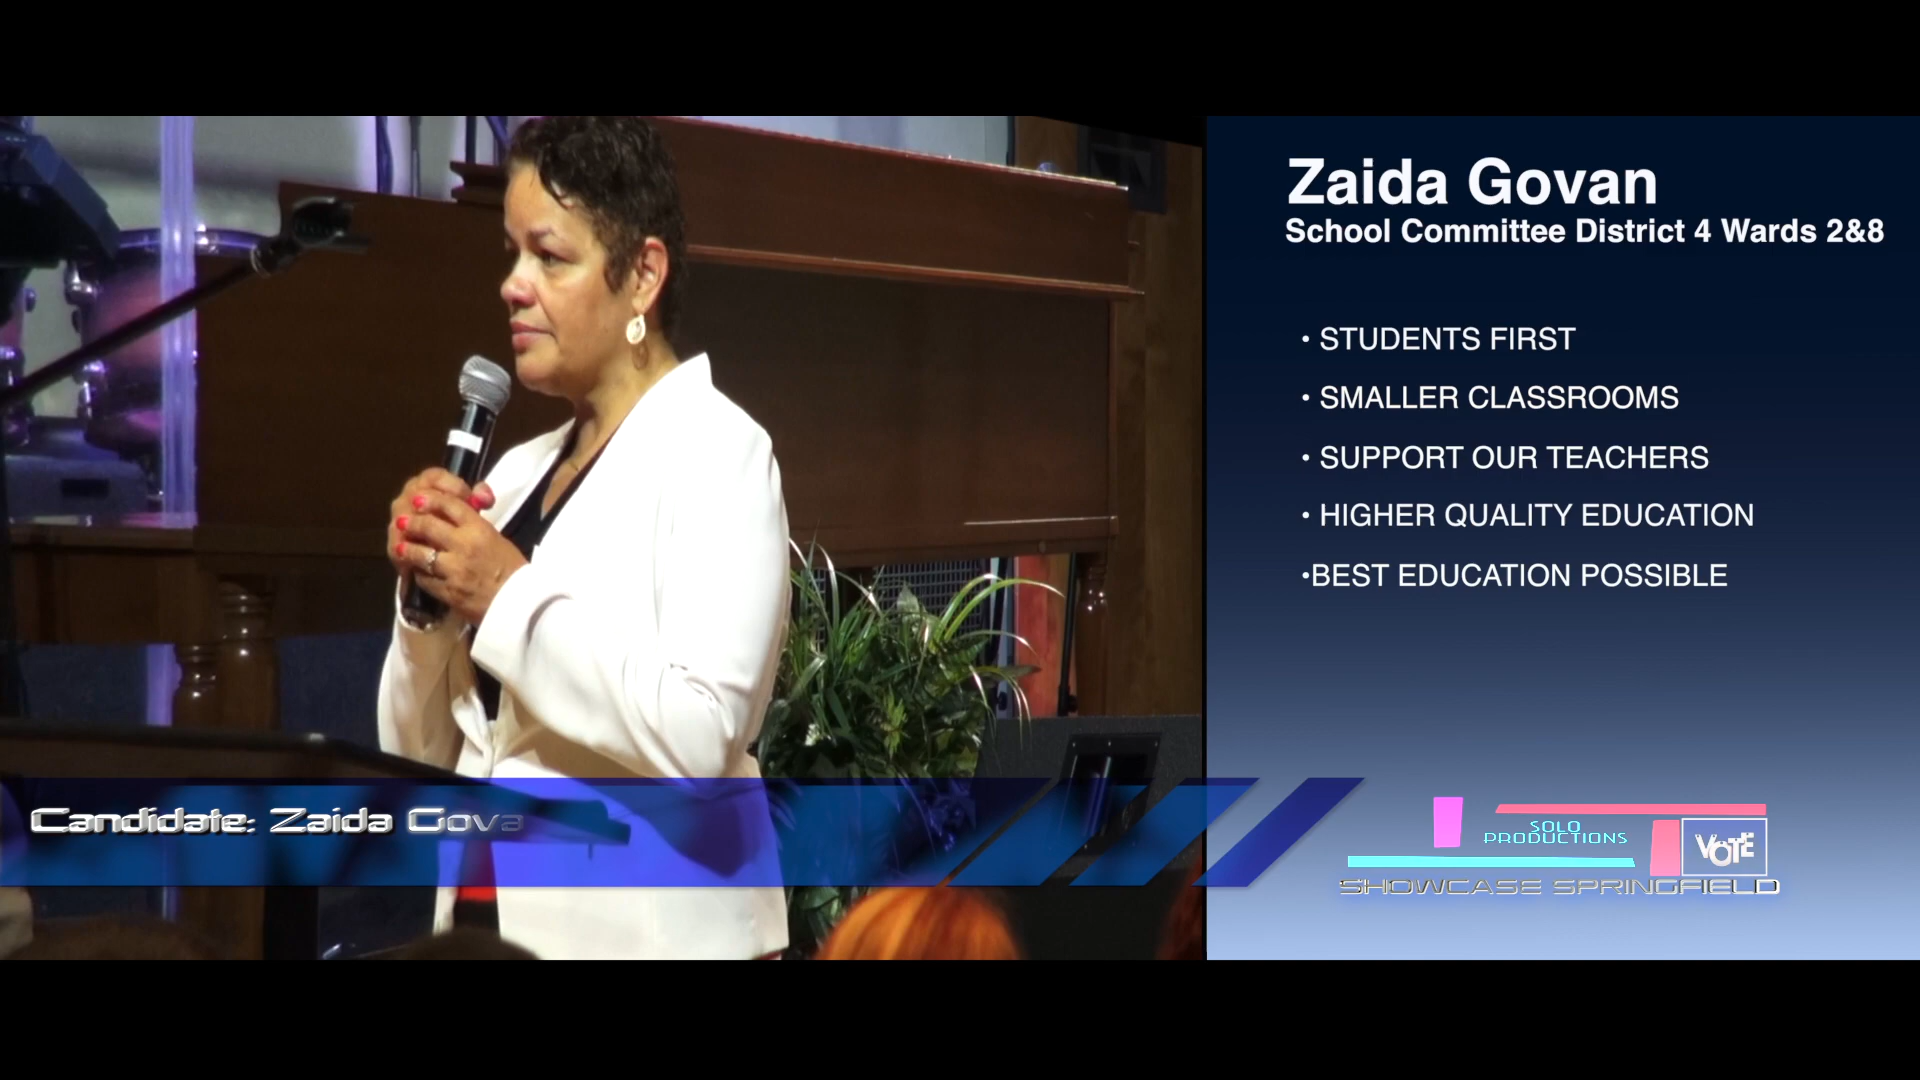 Zaida Govan
School Committee District 4 Wards 2&8
• STUDENTS FIRST
• SMALLER CLASSROOMS
• SUPPORT OUR TEACHERS
• HIGHER QUALITY EDUCATION
•BEST EDUCATION POSSIBLE
Candidate: Zaida Gova
SOLO
PRODUCTIONS
VOTE
SHOWCASE SPRINGFIELD